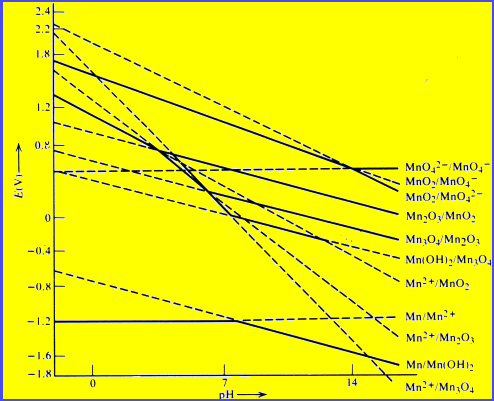 2.4
2.2
1.8
1.2
0.8
0
−0.4
−0.8
−1.2
−1.6
−1.8
E(V)
0
7
14
pH
MnO₄²⁻/MnO₄⁻
MnO₂/MnO₄⁻
MnO₂/MnO₄²⁻
Mn₂O₃/MnO₂
Mn₃O₄/Mn₂O₃
Mn(OH)₂/Mn₃O₄
Mn²⁺/MnO₂
Mn/Mn²⁺
Mn²⁺/Mn₂O₃
Mn/Mn(OH)₂
Mn²⁺/Mn₃O₄